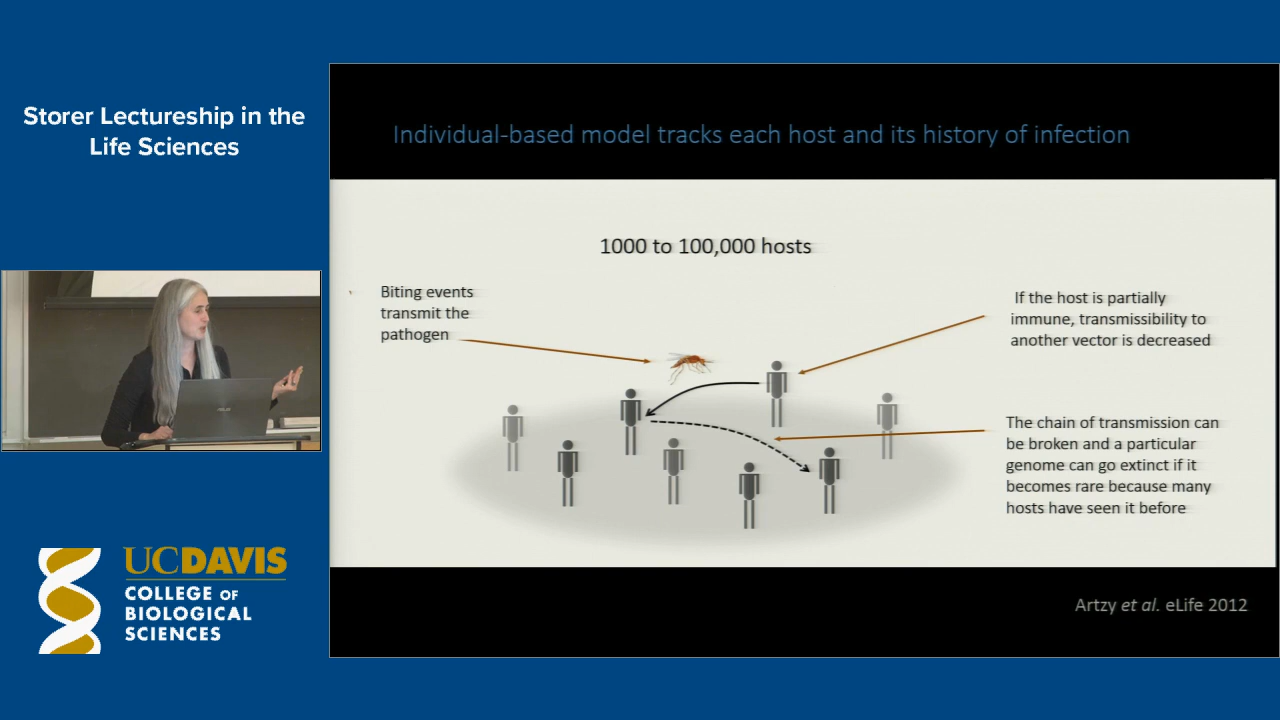 Storer Lectureship in the
Life Sciences
UCDAVIS
COLLEGE OF
BIOLOGICAL
SCIENCES
Individual-based model tracks each host and its history of infection
1000 to 100,000 hosts
Biting events
transmit the
pathogen
If the host is partially
immune, transmissibility to
another vector is decreased
The chain of transmission can
be broken and a particular
genome can go extinct if it
becomes rare because many
hosts have seen it before
Artzy et al. eLife 2012